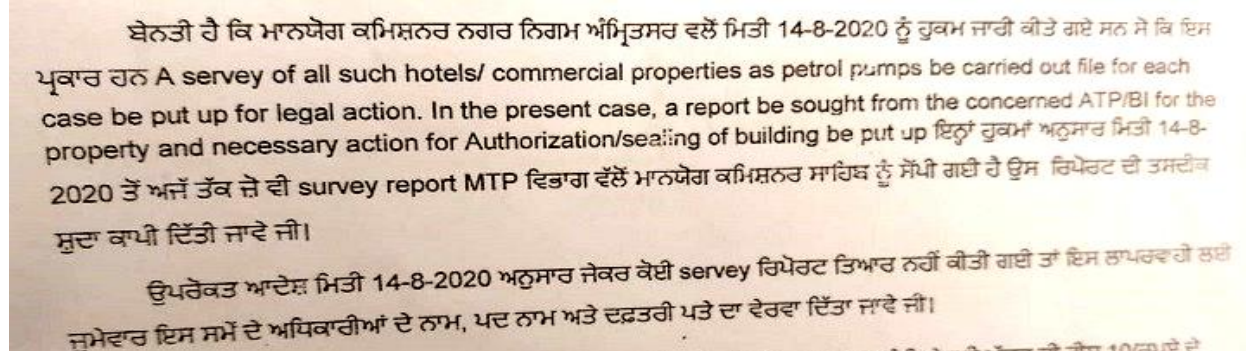 ਬੇਨਤੀ ਹੈ ਕਿ ਮਾਨਯੋਗ ਕਮਿਸ਼ਨਰ ਨਗਰ ਨਿਗਮ ਅੰਮ੍ਰਿਤਸਰ ਵਲੋਂ ਮਿਤੀ 14-8-2020 ਨੂੰ ਹੁਕਮ ਜਾਰੀ ਕੀਤੇ ਗਏ ਸਨ ਸੋ ਕਿ ਇਸ
ਪ੍ਰਕਾਰ ਹਨ A servey of all such hotels/ commercial properties as petrol pumps be carried out file for each
case be put up for legal action. In the present case, a report be sought from the concerned ATP/BI for the
property and necessary action for Authorization/sealing of building be put up ਇਨ੍ਹਾਂ ਹੁਕਮਾਂ ਅਨੁਸਾਰ ਮਿਤੀ 14-8-
2020 ਤੋਂ ਅਜੱ ਤੱਕ ਜੋ ਵੀ survey report MTP ਵਿਭਾਗ ਵੱਲੋਂ ਮਾਨਯੋਗ ਕਮਿਸ਼ਨਰ ਸਾਹਿਬ ਨੂੰ ਸੌਂਪੀ ਗਈ ਹੈ ਉਸ ਰਿਪੋਰਟ ਦੀ ਤਸਦੀਕ
ਸ਼ੁਦਾ ਕਾਪੀ ਦਿੱਤੀ ਜਾਵੇ ਜੀ।
ਉਪਰੋਕਤ ਆਦੇਸ਼ ਮਿਤੀ 14-8-2020 ਅਨੁਸਾਰ ਜੇਕਰ ਕੋਈ servey ਰਿਪੋਰਟ ਤਿਆਰ ਨਹੀਂ ਕੀਤੀ ਗਈ ਤਾਂ ਇਸ ਲਾਪਰਵਾਹੀ ਲਈ
ਜੁਮੇਵਾਰ ਇਸ ਸਮੇਂ ਦੇ ਅਧਿਕਾਰੀਆਂ ਦੇ ਨਾਮ, ਪਦ ਨਾਮ ਅਤੇ ਦਫ਼ਤਰੀ ਪਤੇ ਦਾ ਵੇਰਵਾ ਦਿੱਤਾ ਜਾਵੇ ਜੀ।